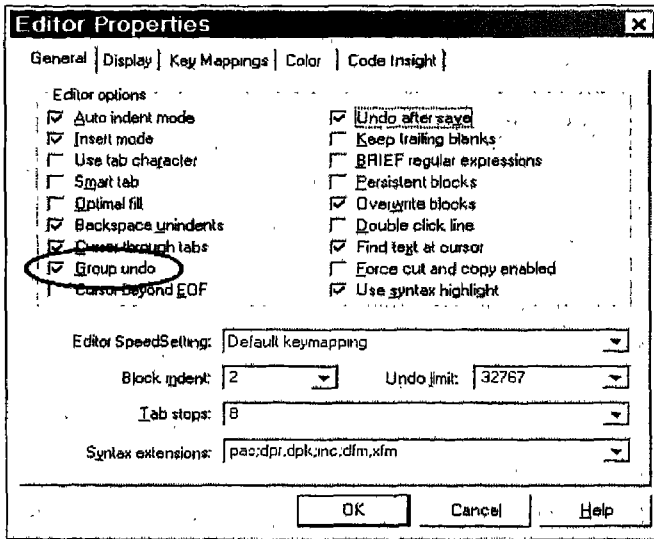 Editor Properties
General Display Key Mappings Color Code Insight
Editor options
Auto indent mode
Insert mode
Use tab character
Smart tab
Optimal fill
Backspace unindents
Cursor through tabs
Group undo
Cursor beyond EOF
Undo after save
Keep trailing blanks
BRIEF regular expressions
Persistent blocks
Overwrite blocks
Double click line
Find text at cursor
Force cut and copy enabled
Use syntax highlight
Editor SpeedSetting: Default keymapping
Block indent: 2 Undo limit: 32767
Tab stops: 8
Syntax extensions: pas;dpr;dpk;inc;dfm;xfm
OK Cancel Help